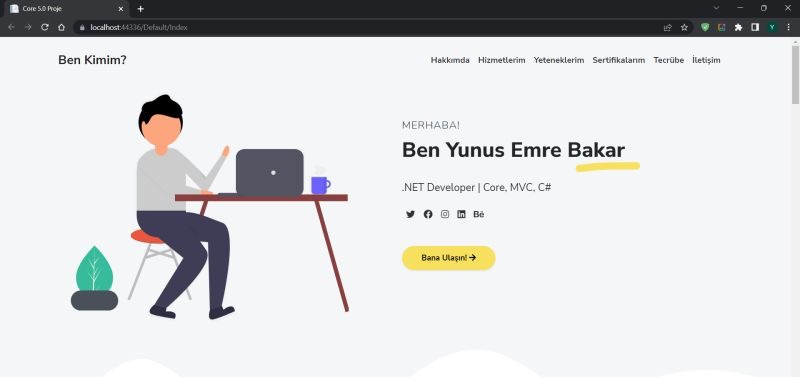 Core 5.0 Proje
localhost:44336/Default/Index
Y
Ben Kimim?
Hakkımda Hizmetlerim Yeteneklerim Sertifikalarım Tecrübe İletişim
MERHABA!
Ben Yunus Emre Bakar
.NET Developer | Core, MVC, C#
Bē
Bana Ulaşın!